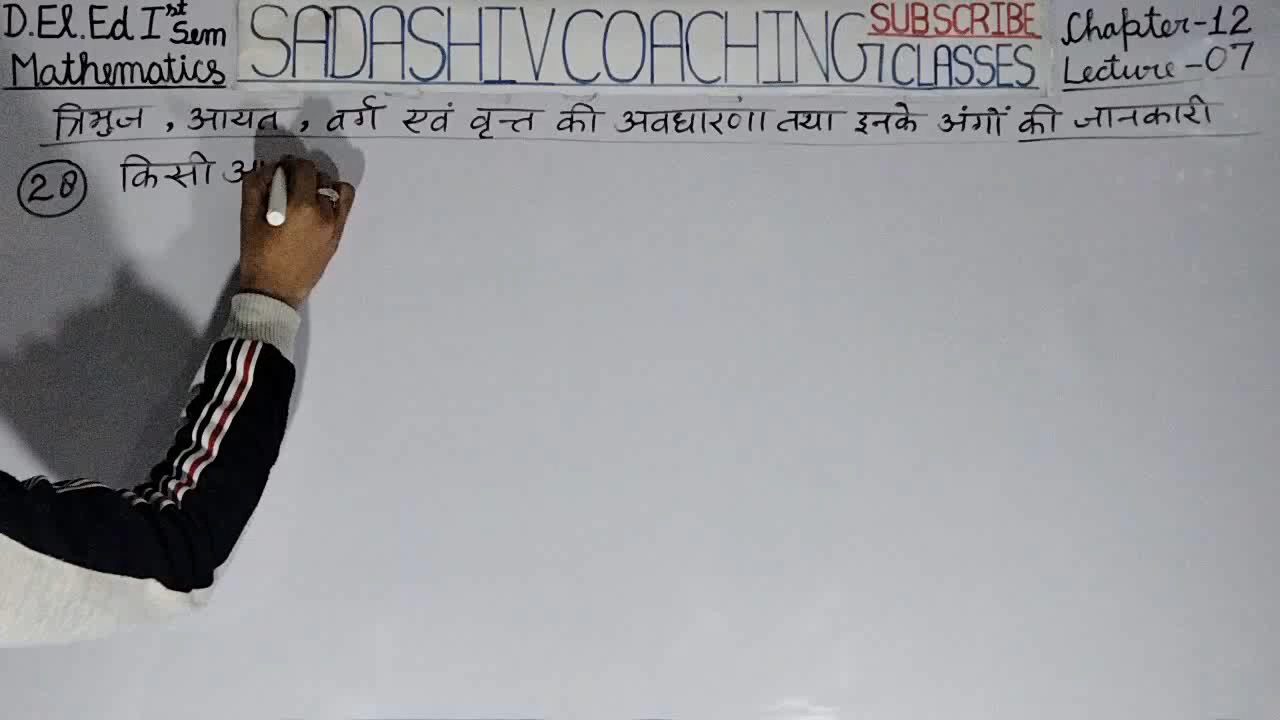 D.El.Ed Ist Sem
Mathematics
SADASHIV COACHING CLASSES
SUBSCRIBE
Chapter-12
Lecture-07
त्रिभुज , आयत , वर्ग एवं वृत्त की अवधारणा तथा इनके अंगों की जानकारी
28 किसी